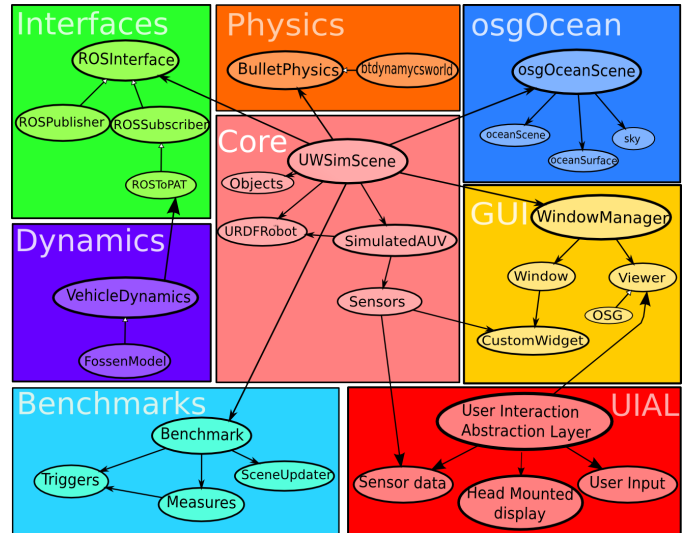 Interfaces
ROSInterface
ROSPublisher
ROSSubscriber
ROSToPAT
Physics
BulletPhysics
btdynamycsworld
osgOcean
osgOceanScene
oceanScene
oceanSurface
sky
Core
UWSimScene
Objects
URDFRobot
SimulatedAUV
Sensors
GUI
WindowManager
Window
Viewer
OSG
CustomWidget
Dynamics
VehicleDynamics
FossenModel
Benchmarks
Benchmark
Triggers
Measures
SceneUpdater
UIAL
User Interaction
Abstraction Layer
Sensor data
Head Mounted
display
User Input